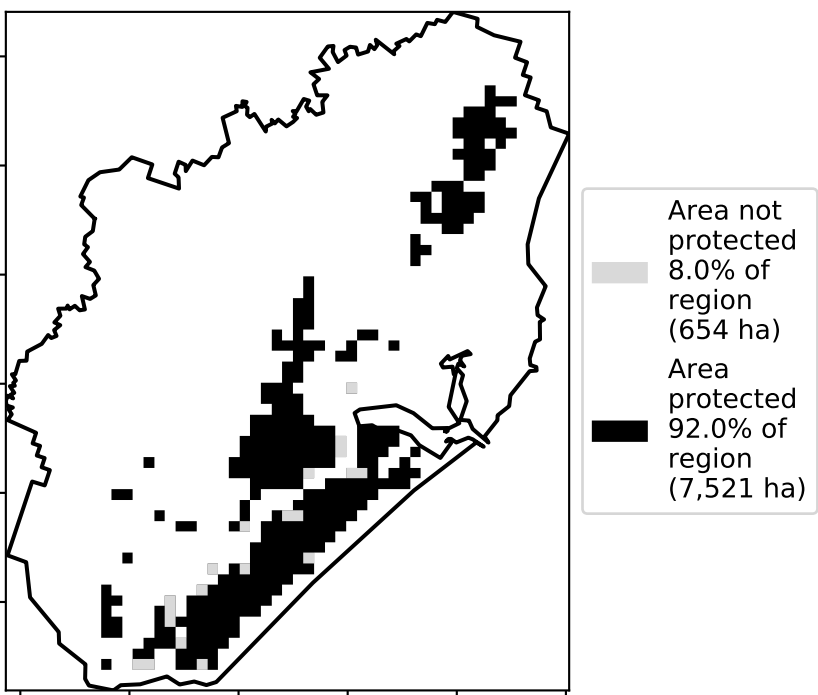 Area not
protected
8.0% of
region
(654 ha)
Area
protected
92.0% of
region
(7,521 ha)